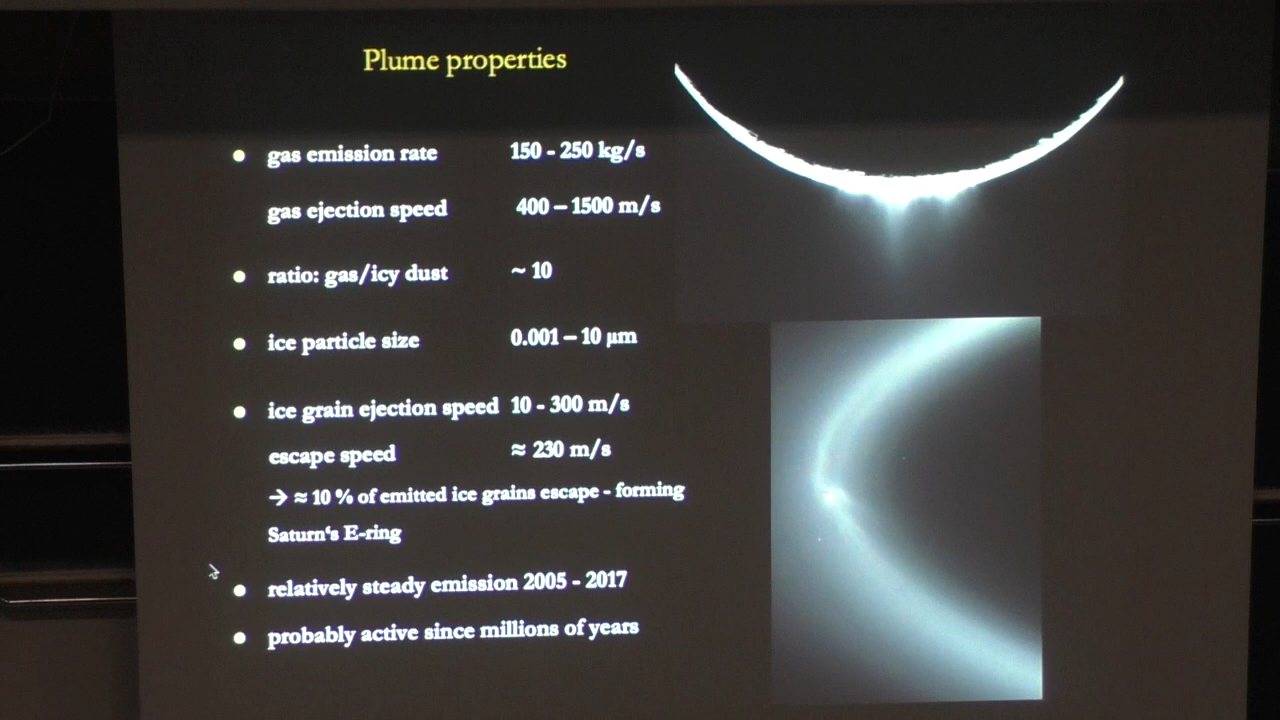 Plume properties
• gas emission rate 150 - 250 kg/s
gas ejection speed 400 – 1500 m/s
• ratio: gas/icy dust ~ 10
• ice particle size 0.001 – 10 µm
• ice grain ejection speed 10 - 300 m/s
escape speed ≈ 230 m/s
→ ≈ 10 % of emitted ice grains escape - forming
Saturn‘s E-ring
• relatively steady emission 2005 - 2017
• probably active since millions of years